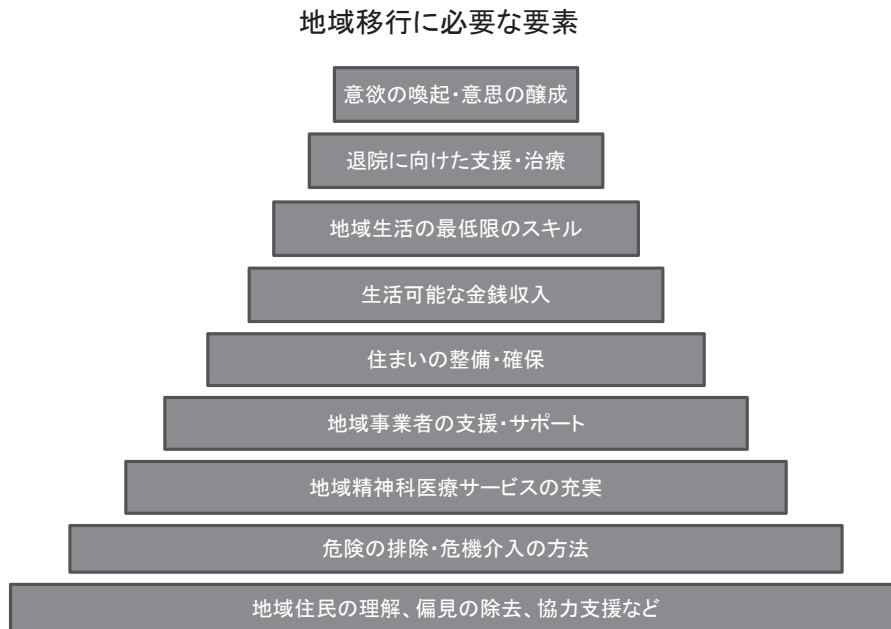 地域移行に必要な要素
意欲の喚起・意思の醸成
退院に向けた支援・治療
地域生活の最低限のスキル
生活可能な金銭収入
住まいの整備・確保
地域事業者の支援・サポート
地域精神科医療サービスの充実
危険の排除・危機介入の方法
地域住民の理解、偏見の除去、協力支援など